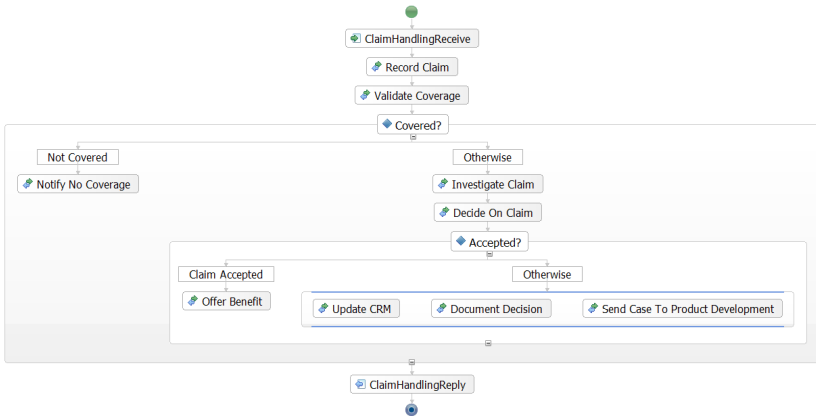 ClaimHandlingReceive
Record Claim
Validate Coverage
Covered?
Not Covered
Otherwise
Notify No Coverage
Investigate Claim
Decide On Claim
Accepted?
Claim Accepted
Otherwise
Offer Benefit
Update CRM
Document Decision
Send Case To Product Development
ClaimHandlingReply